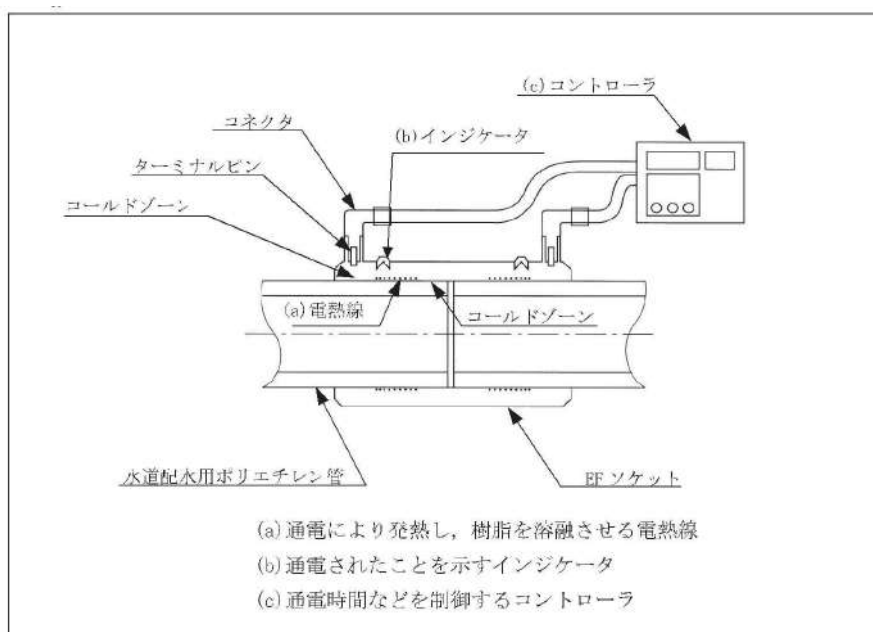 (c)コントローラ
コネクタ
(b)インジケータ
ターミナルピン
コールドゾーン
(a)電熱線
コールドゾーン
水道配水用ポリエチレン管
EFソケット
(a)通電により発熱し，樹脂を溶融させる電熱線
(b)通電されたことを示すインジケータ
(c)通電時間などを制御するコントローラ